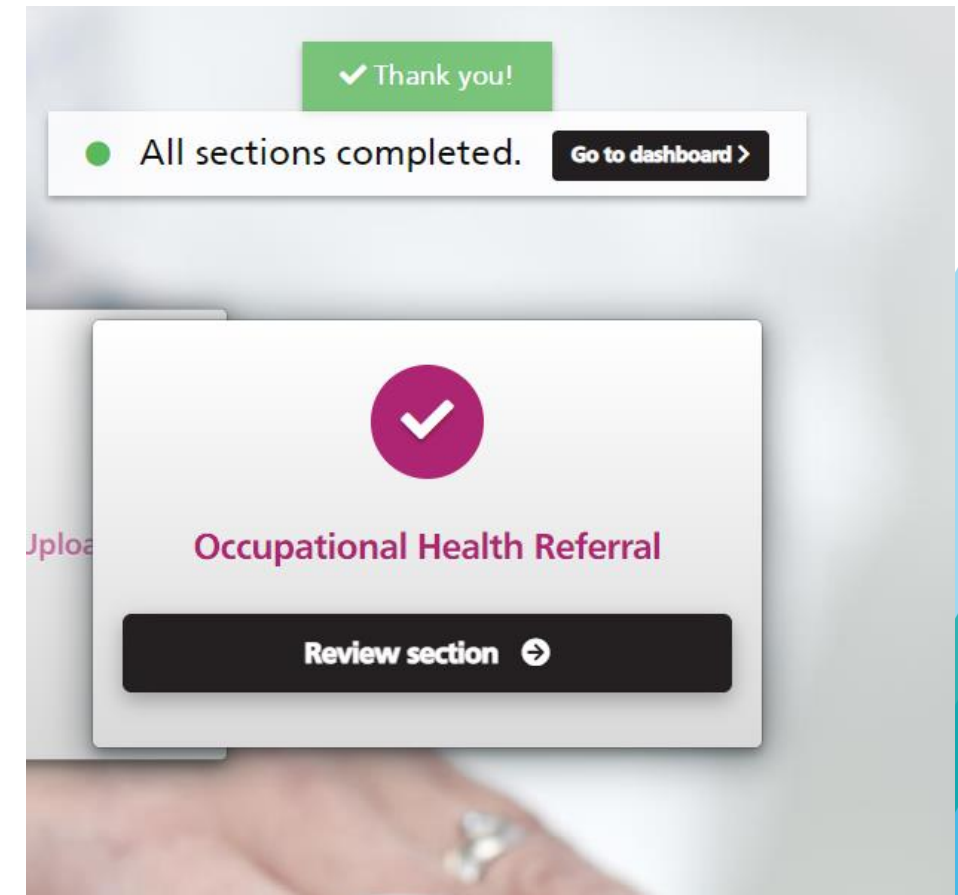 Thank you!
All sections completed.
Go to dashboard
Occupational Health Referral
Review section